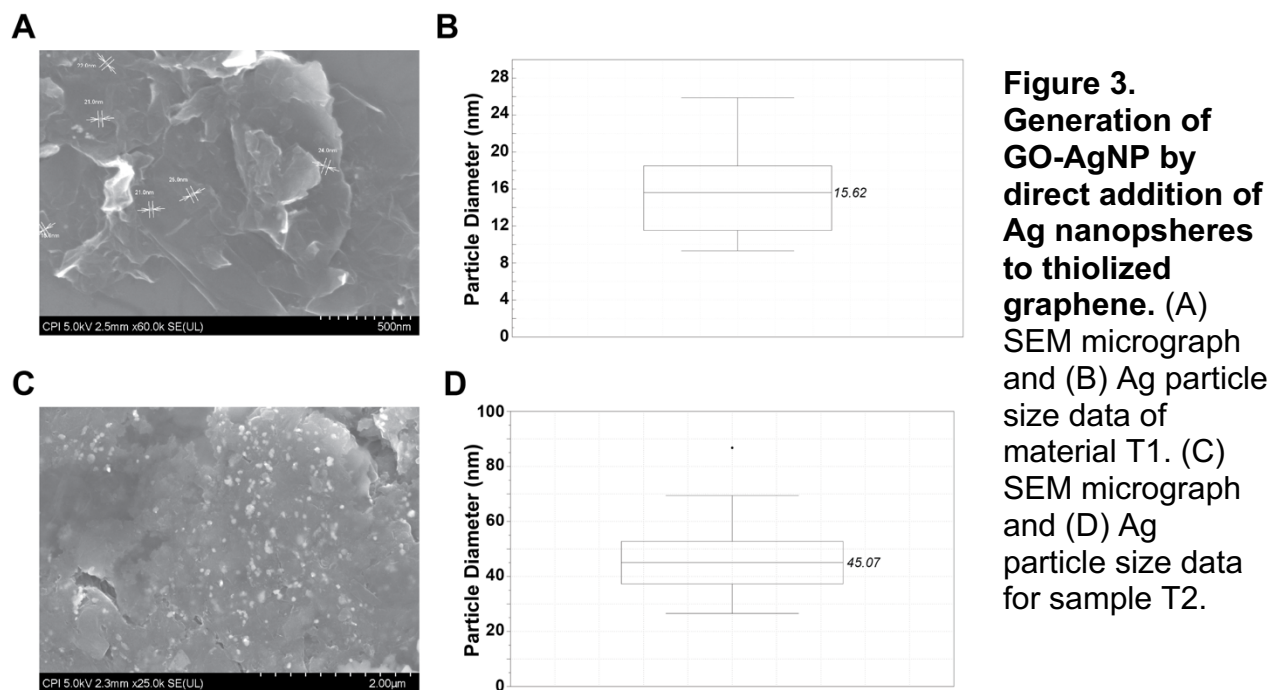 A
21.0nm
24.0nm
21.0nm
CPI 5.0kV 2.5mm x60.0k SE(UL)
500nm
B
Particle Diameter (nm)
28
24
20
16
12
8
4
0
15.62
C
CPI 5.0kV 2.3mm x25.0k SE(UL)
2.00µm
D
Particle Diameter (nm)
100
80
60
40
20
0
45.07
Figure 3.
Generation of
GO-AgNP by
direct addition of
Ag nanopsheres
to thiolized
graphene. (A)
SEM micrograph
and (B) Ag particle
size data of
material T1. (C)
SEM micrograph
and (D) Ag
particle size data
for sample T2.